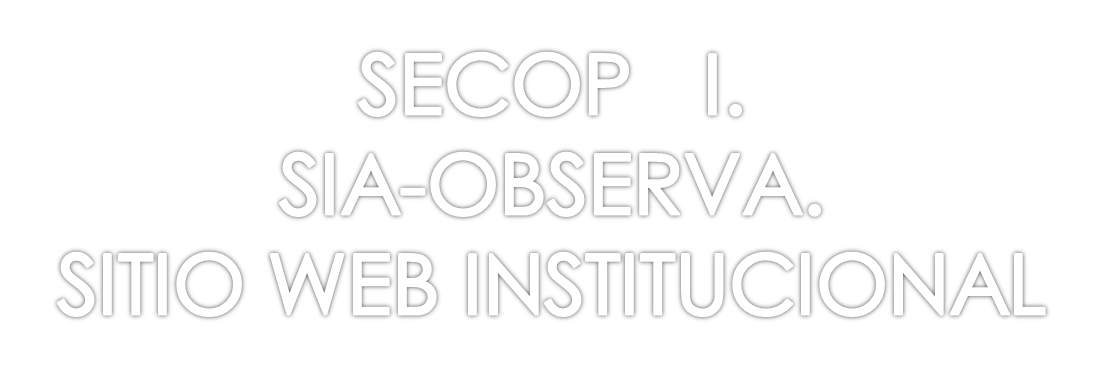 SECOP I.
SIA-OBSERVA.
SITIO WEB INSTITUCIONAL